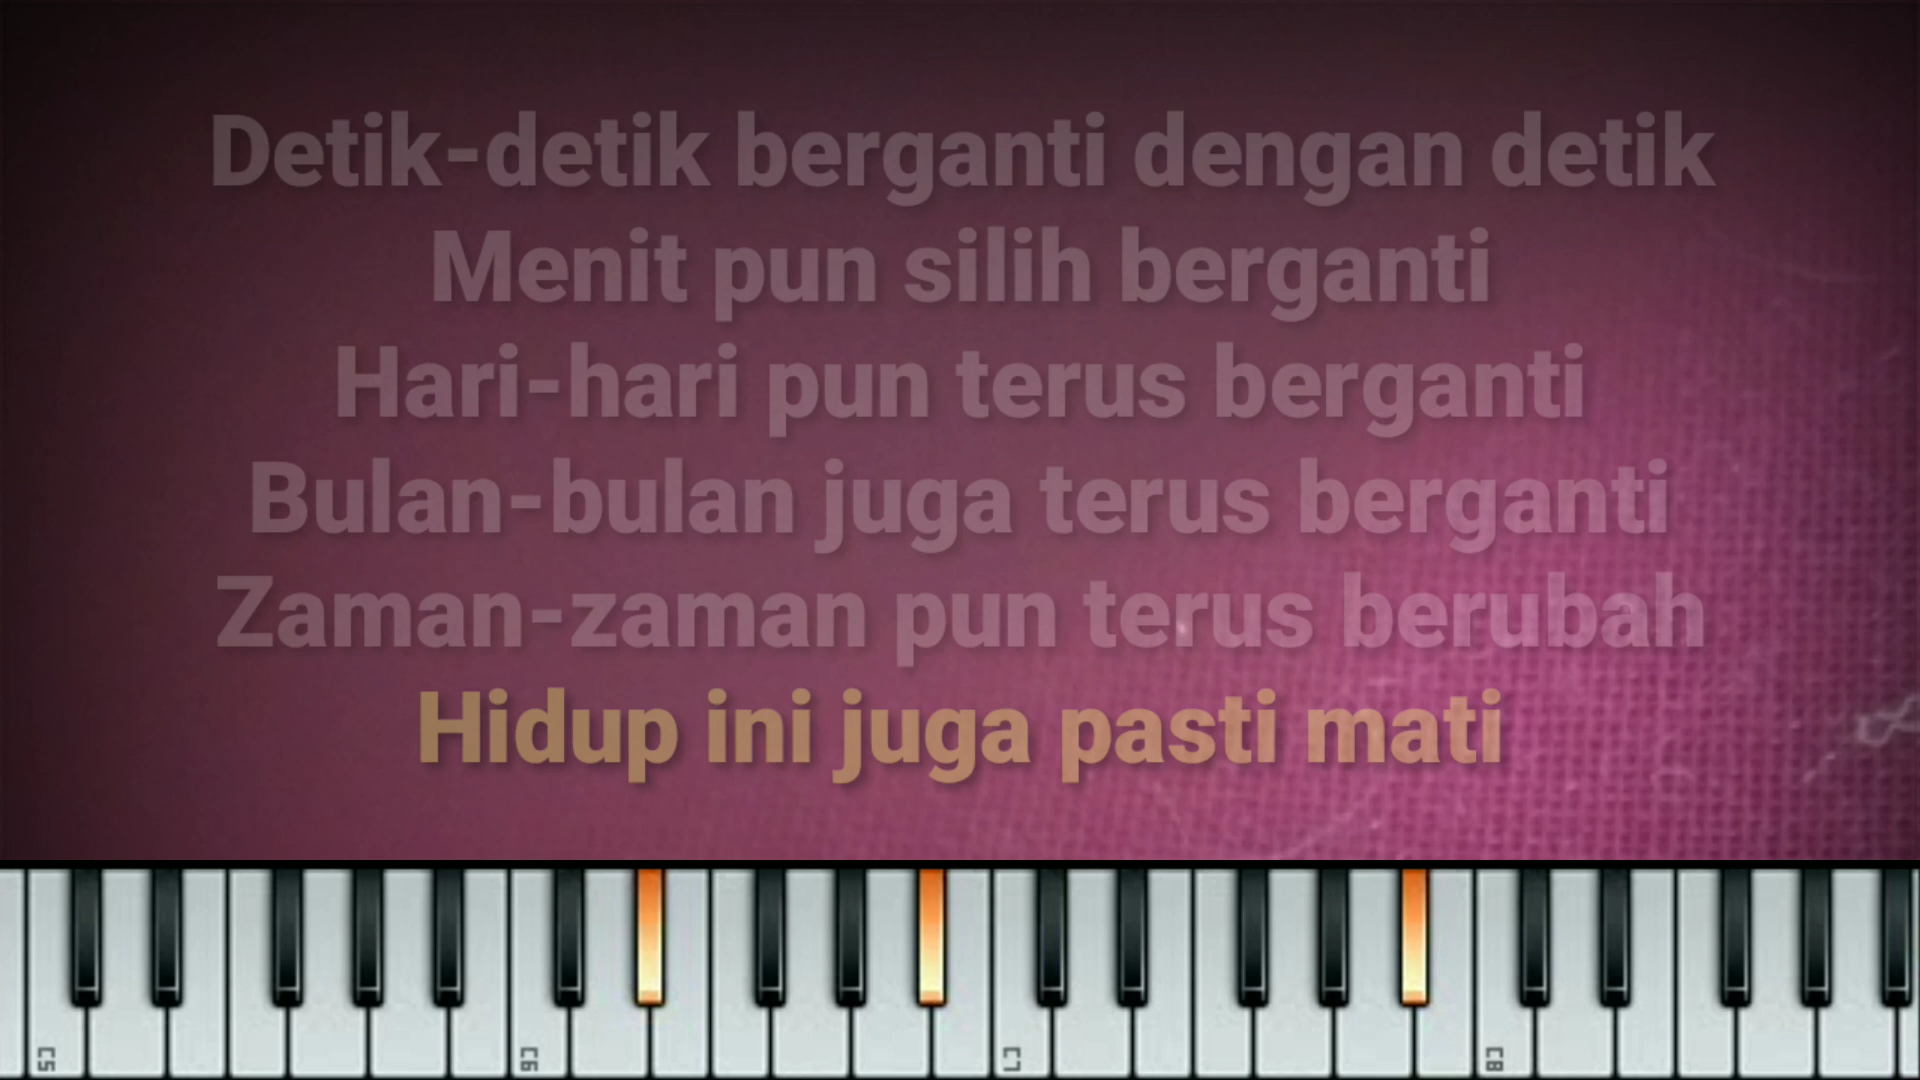 Detik-detik berganti dengan detik
Menit pun silih berganti
Hari-hari pun terus berganti
Bulan-bulan juga terus berganti
Zaman-zaman pun terus berubah
Hidup ini juga pasti mati
C5
C6
C7
C8